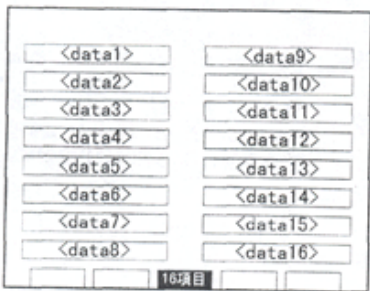 <data1>
<data2>
<data3>
<data4>
<data5>
<data6>
<data7>
<data8>
<data9>
<data10>
<data11>
<data12>
<data13>
<data14>
<data15>
<data16>
16項目